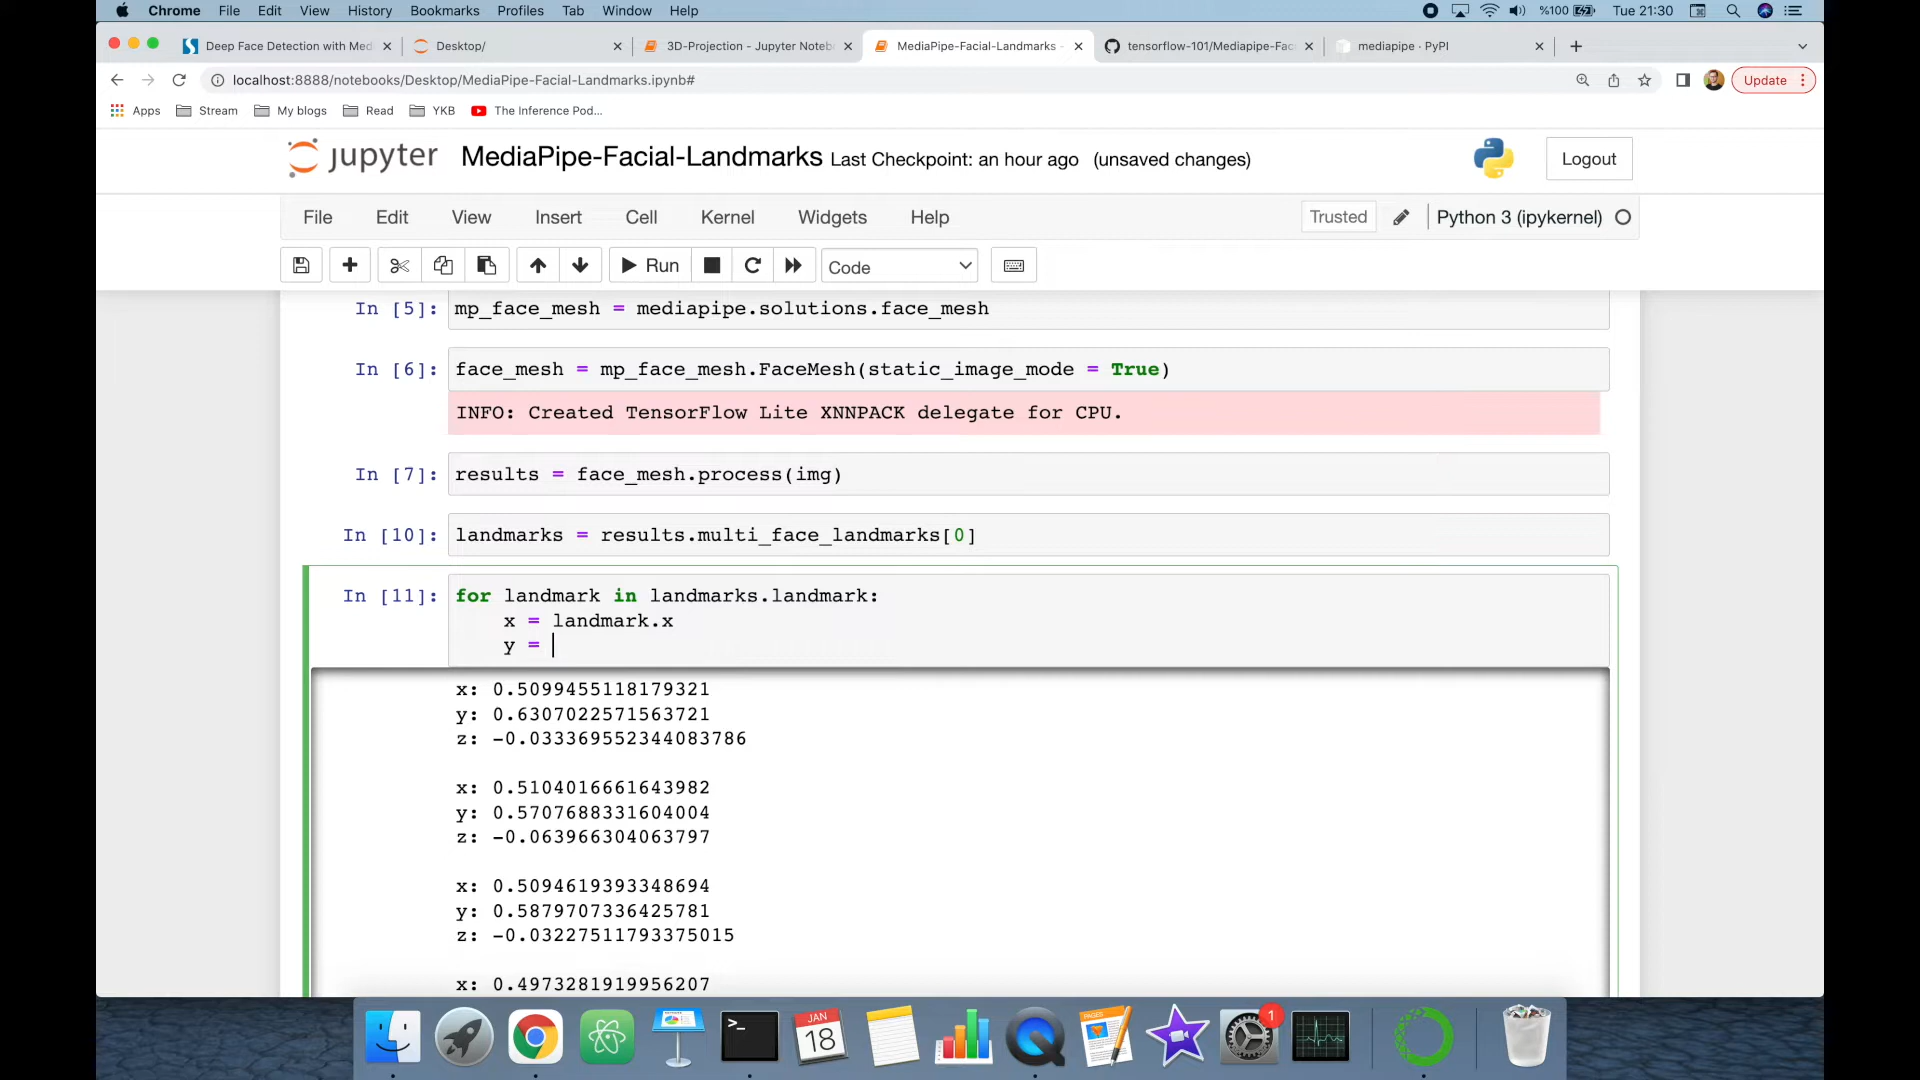 Chrome File Edit View History Bookmarks Profiles Tab Window Help %100 Tue 21:30
Deep Face Detection with Med Desktop/ 3D-Projection - Jupyter Noteb MediaPipe-Facial-Landmarks - tensorflow-101/Mediapipe-Fac mediapipe · PyPI
localhost:8888/notebooks/Desktop/MediaPipe-Facial-Landmarks.ipynb# Update
Apps Stream My blogs Read YKB The Inference Pod...
jupyter MediaPipe-Facial-Landmarks Last Checkpoint: an hour ago (unsaved changes) Logout
File Edit View Insert Cell Kernel Widgets Help Trusted Python 3 (ipykernel)
Run Code
In [5]: mp_face_mesh = mediapipe.solutions.face_mesh
In [6]: face_mesh = mp_face_mesh.FaceMesh(static_image_mode = True)
INFO: Created TensorFlow Lite XNNPACK delegate for CPU.
In [7]: results = face_mesh.process(img)
In [10]: landmarks = results.multi_face_landmarks[0]
In [11]: for landmark in landmarks.landmark:
x = landmark.x
y =
x: 0.5099455118179321
y: 0.6307022571563721
z: -0.033369552344083786
x: 0.5104016661643982
y: 0.5707688331604004
z: -0.063966304063797
x: 0.5094619393348694
y: 0.5879707336425781
z: -0.03227511793375015
x: 0.4973281919956207
>_ JAN 18 PAGES 1